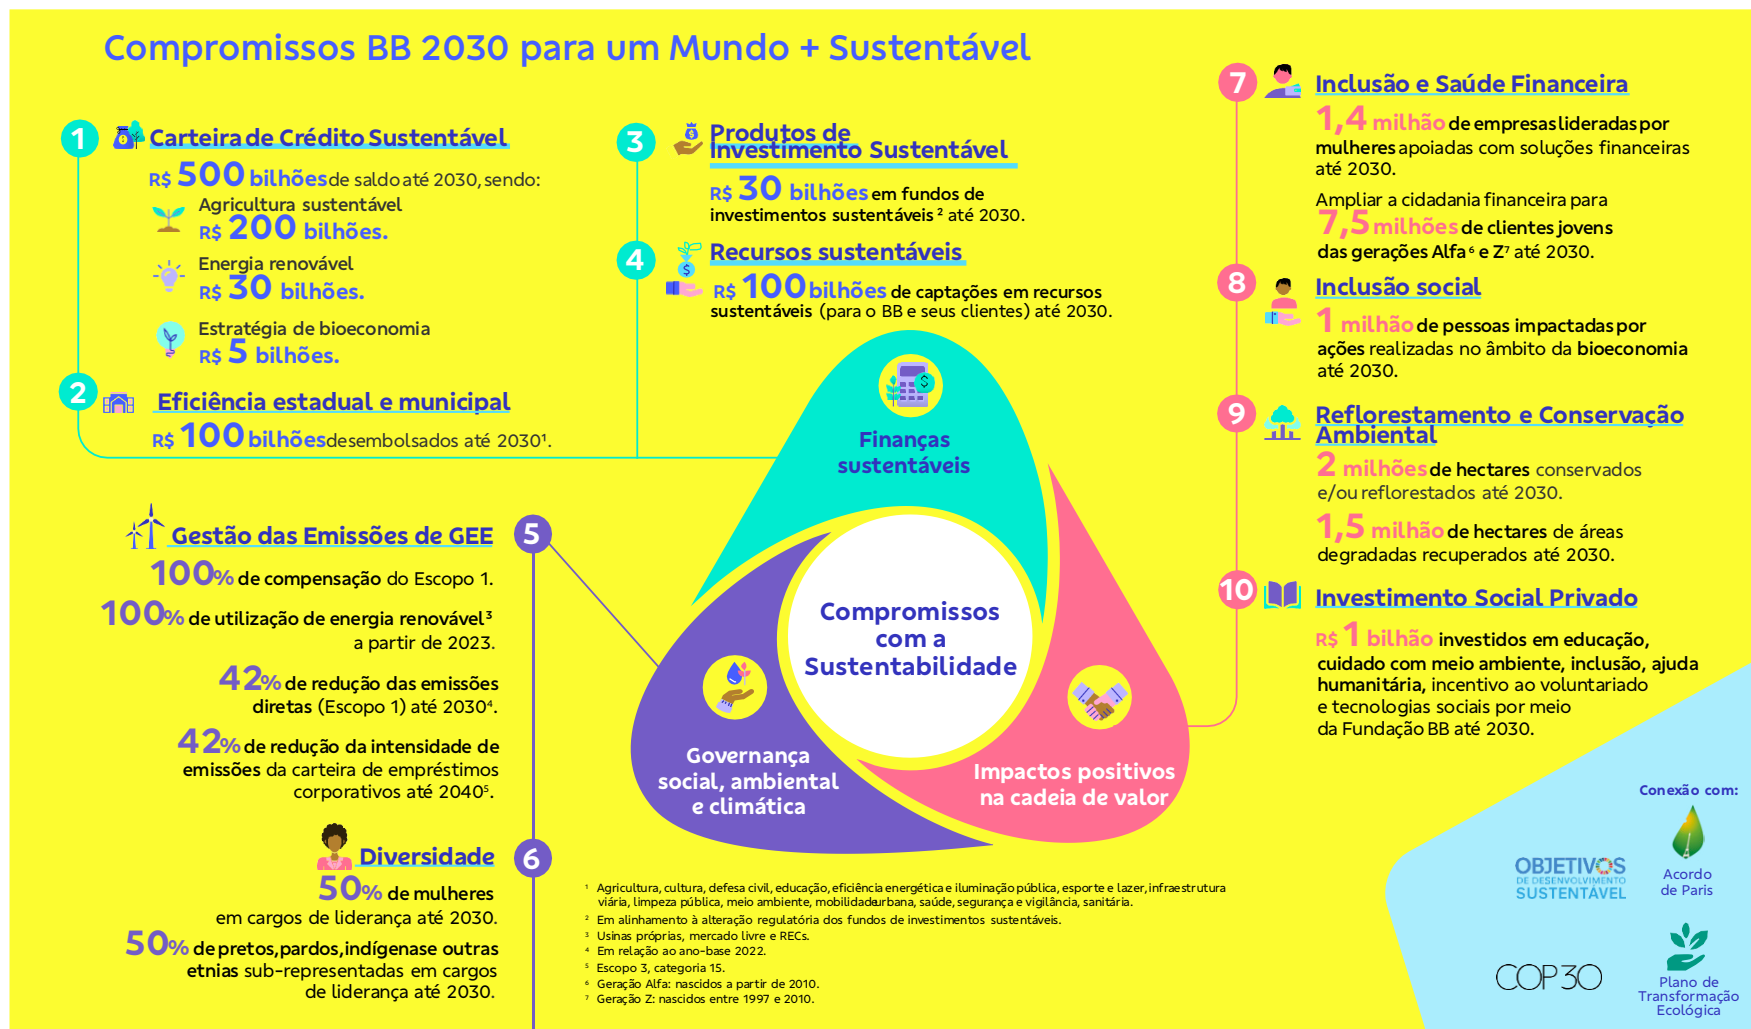 Compromissos BB 2030 para um Mundo + Sustentável
1
Carteira de Crédito Sustentável
R$ 500 bilhões de saldo até 2030, sendo:
Agricultura sustentável
R$ 200 bilhões.
Energia renovável
R$ 30 bilhões.
Estratégia de bioeconomia
R$ 5 bilhões.
2
Eficiência estadual e municipal
R$ 100 bilhões desembolsados até 2030¹.
3
Produtos de
Investimento Sustentável
R$ 30 bilhões em fundos de
investimentos sustentáveis ² até 2030.
4
Recursos sustentáveis
R$ 100 bilhões de captações em recursos
sustentáveis (para o BB e seus clientes) até 2030.
5
Gestão das Emissões de GEE
100% de compensação do Escopo 1.
100% de utilização de energia renovável³
a partir de 2023.
42% de redução das emissões
diretas (Escopo 1) até 2030⁴.
42% de redução da intensidade de
emissões da carteira de empréstimos
corporativos até 2040⁵.
6
Diversidade
50% de mulheres
em cargos de liderança até 2030.
50% de pretos, pardos, indígenas e outras
etnias sub-representadas em cargos
de liderança até 2030.
Finanças
sustentáveis
Compromissos
com a
Sustentabilidade
Governança
social, ambiental
e climática
Impactos positivos
na cadeia de valor
7
Inclusão e Saúde Financeira
1,4 milhão de empresas lideradas por
mulheres apoiadas com soluções financeiras
até 2030.
Ampliar a cidadania financeira para
7,5 milhões de clientes jovens
das gerações Alfa ⁶ e Z⁷ até 2030.
8
Inclusão social
1 milhão de pessoas impactadas por
ações realizadas no âmbito da bioeconomia
até 2030.
9
Reflorestamento e Conservação
Ambiental
2 milhões de hectares conservados
e/ou reflorestados até 2030.
1,5 milhão de hectares de áreas
degradadas recuperados até 2030.
10
Investimento Social Privado
R$ 1 bilhão investidos em educação,
cuidado com meio ambiente, inclusão, ajuda
humanitária, incentivo ao voluntariado
e tecnologias sociais por meio
da Fundação BB até 2030.
¹ Agricultura, cultura, defesa civil, educação, eficiência energética e iluminação pública, esporte e lazer, infraestrutura
viária, limpeza pública, meio ambiente, mobilidade urbana, saúde, segurança e vigilância, sanitária.
² Em alinhamento à alteração regulatória dos fundos de investimentos sustentáveis.
³ Usinas próprias, mercado livre e RECs.
⁴ Em relação ao ano-base 2022.
⁵ Escopo 3, categoria 15.
⁶ Geração Alfa: nascidos a partir de 2010.
⁷ Geração Z: nascidos entre 1997 e 2010.
Conexão com:
OBJETIVOS
DE DESENVOLVIMENTO
SUSTENTÁVEL
Acordo
de Paris
COP30
Plano de
Transformação
Ecológica